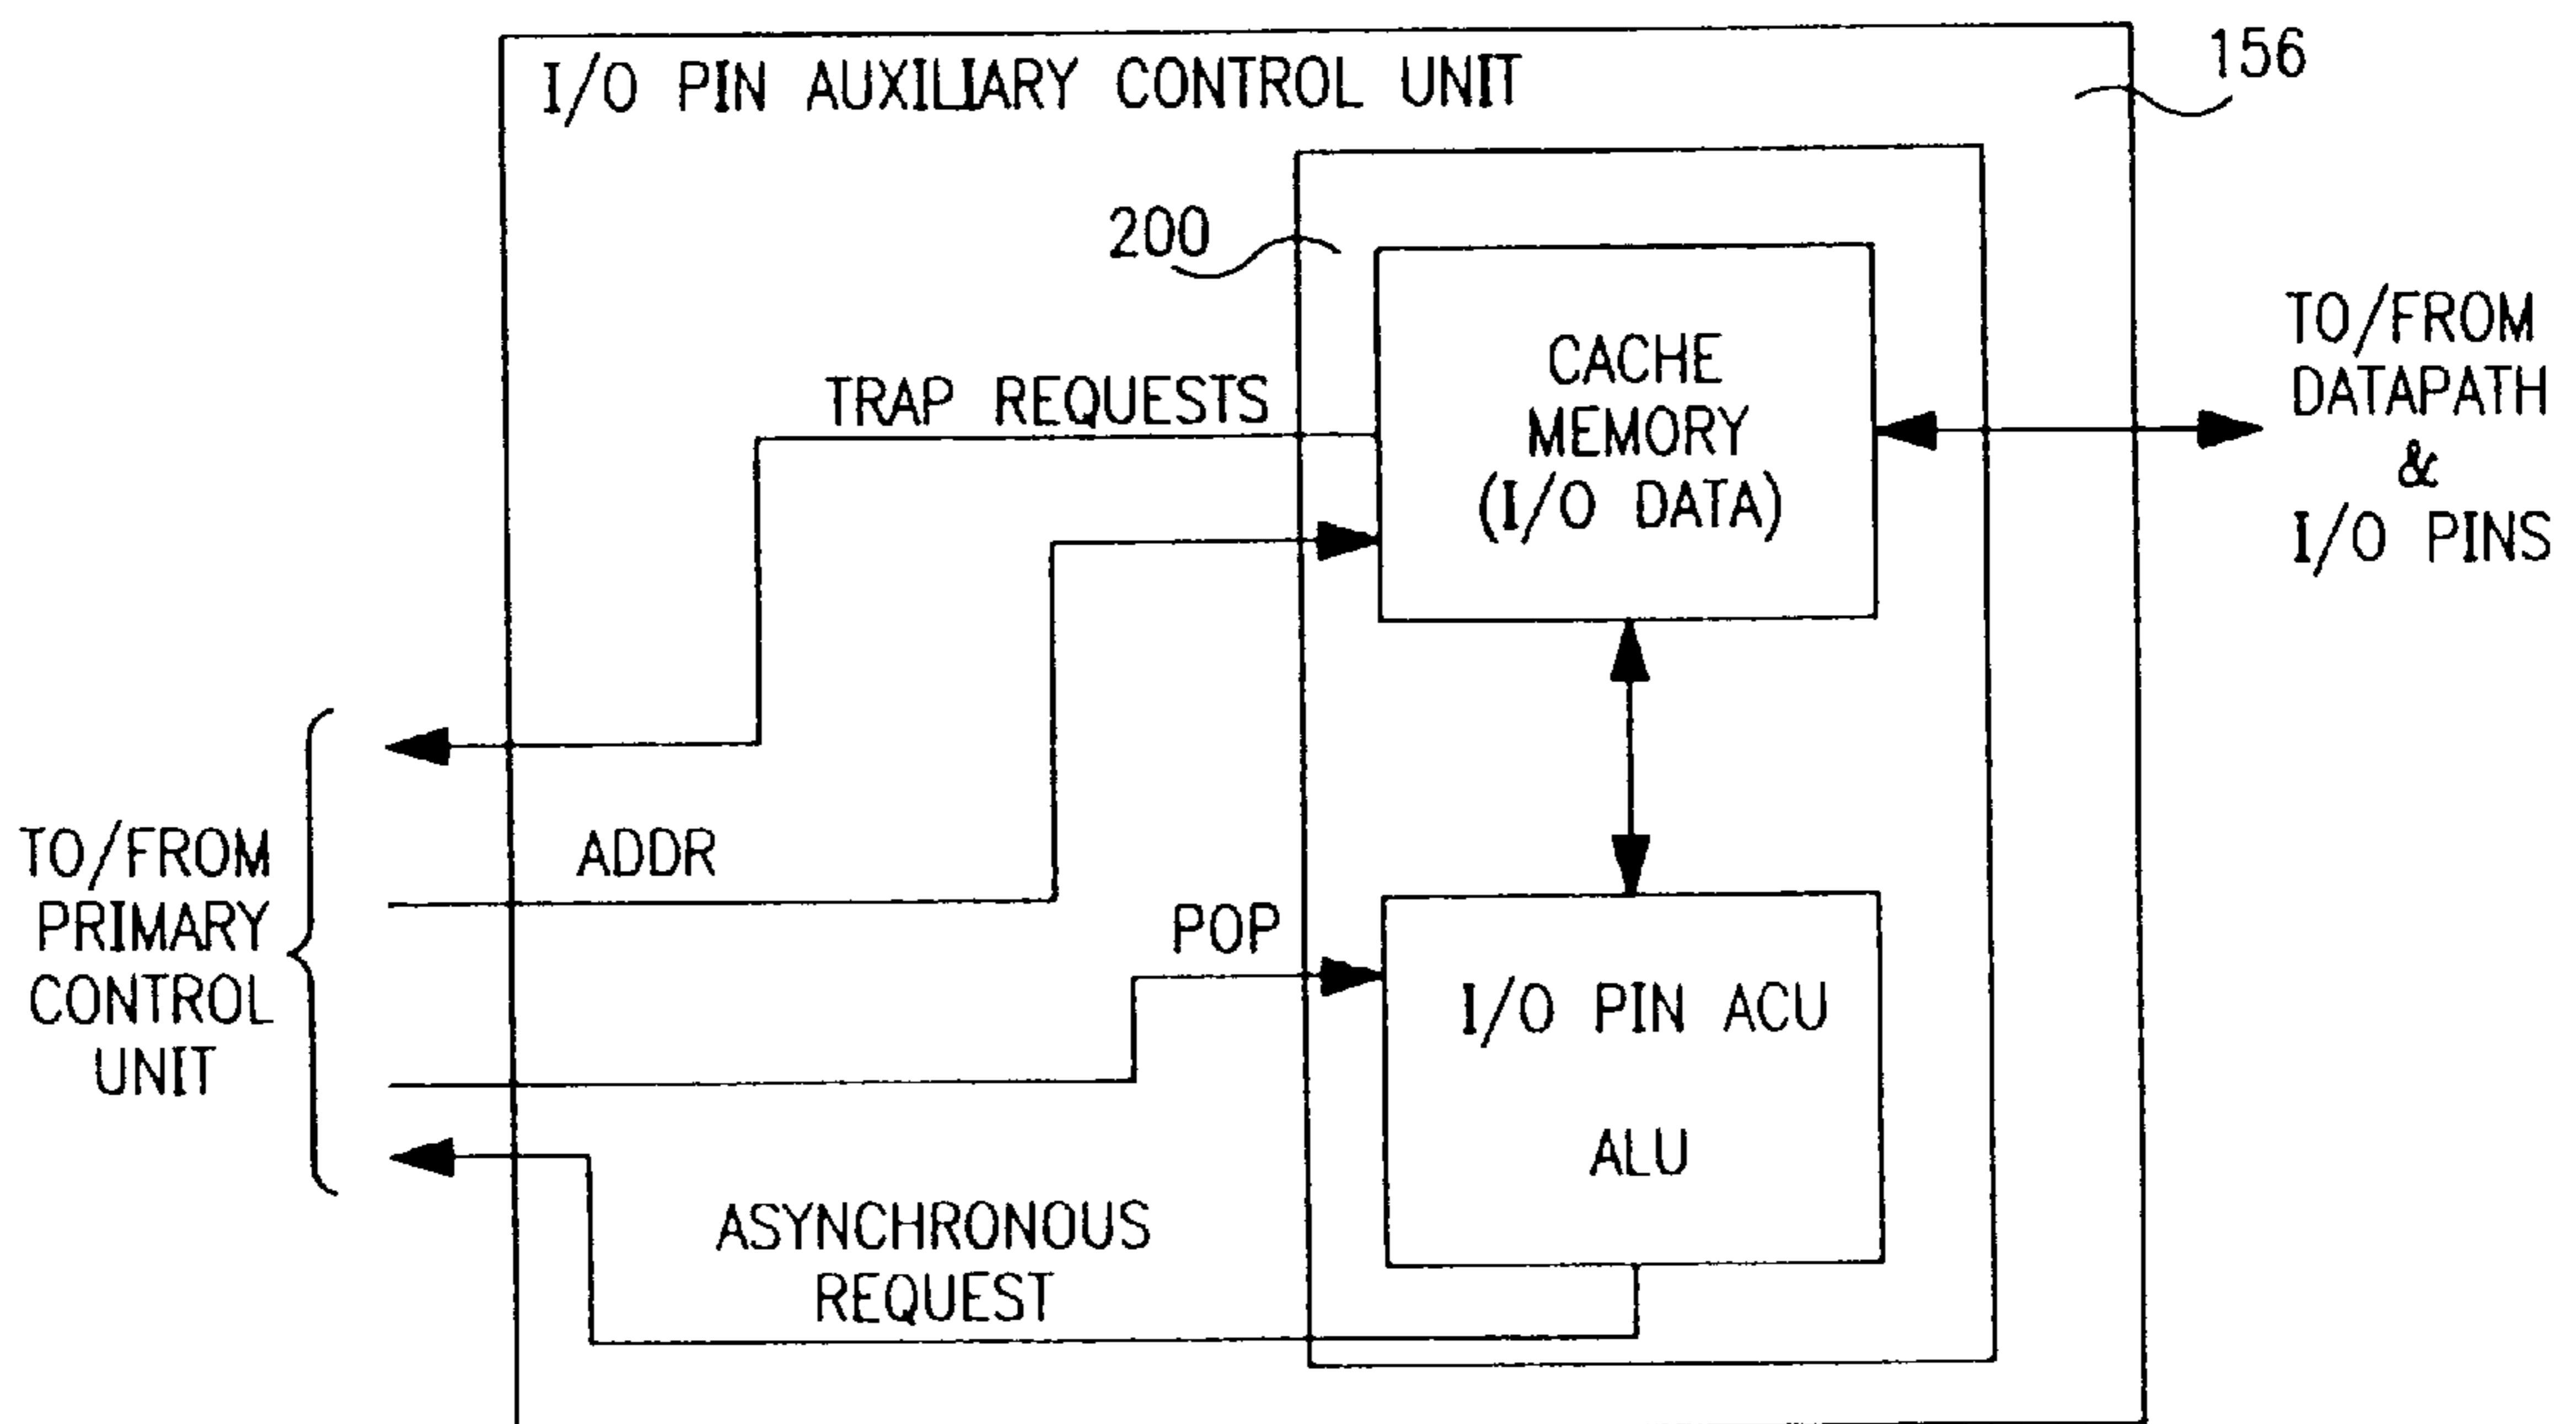 I/O PIN AUXILIARY CONTROL UNIT
156
200
TRAP REQUESTS
CACHE
MEMORY
(I/O DATA)
TO/FROM
DATAPATH
&
I/O PINS
TO/FROM
PRIMARY
CONTROL
UNIT
ADDR
POP
I/O PIN ACU
ALU
ASYNCHRONOUS
REQUEST